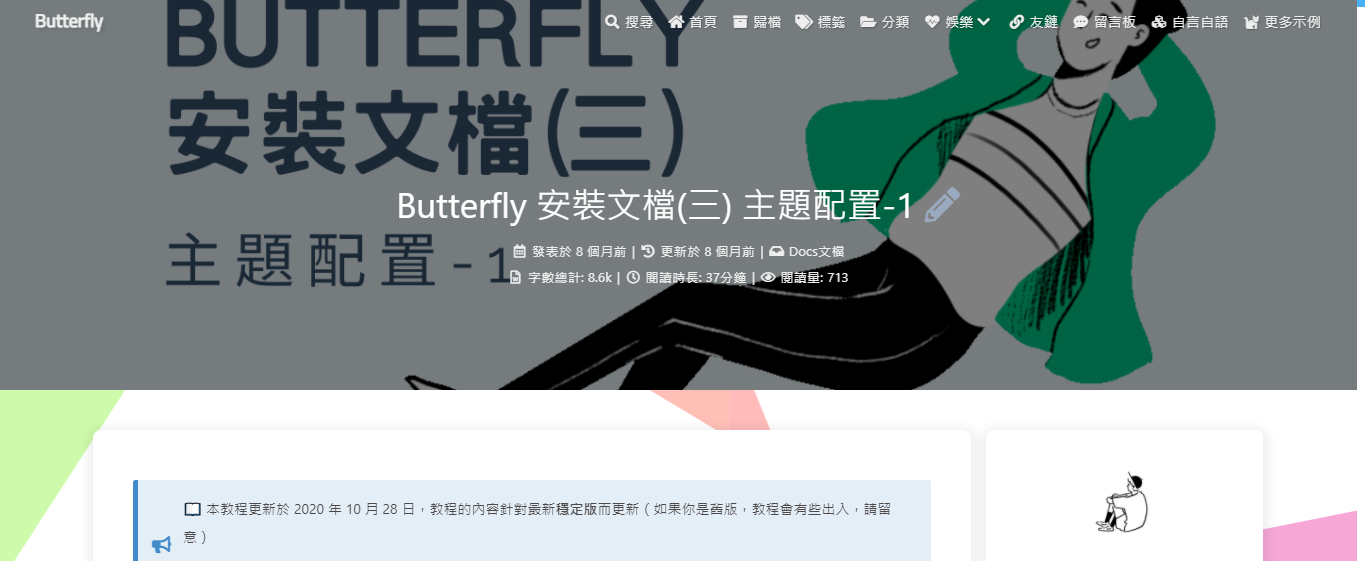 Butterfly
搜尋 首頁 歸檔 標籤 分類 娛樂 友鏈 留言板 自言自語 更多示例
BUTTERFLY
安裝文檔(三)
主題配置-1
Butterfly 安裝文檔(三) 主題配置-1
發表於 8 個月前 | 更新於 8 個月前 | Docs文檔
字數總計: 8.6k | 閱讀時長: 37分鐘 | 閱讀量: 713
本教程更新於 2020 年 10 月 28 日，教程的內容針對最新穩定版而更新（如果你是舊版，教程會有些出入，請留
意）